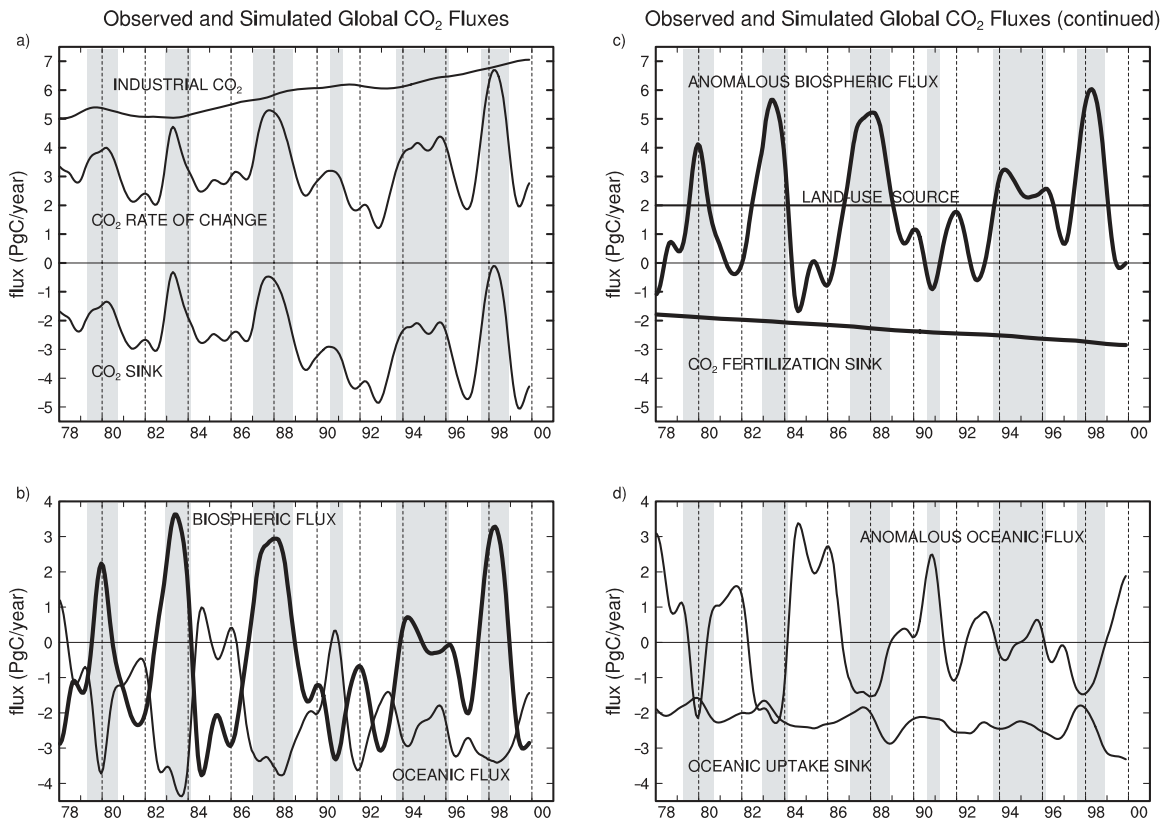 Observed and Simulated Global CO₂ Fluxes
a)
7
6
5
4
3
2
1
0
−1
−2
−3
−4
−5
flux (PgC/year)
INDUSTRIAL CO₂
CO₂ RATE OF CHANGE
CO₂ SINK
78 80 82 84 86 88 90 92 94 96 98 00
b)
4
3
2
1
0
−1
−2
−3
−4
flux (PgC/year)
BIOSPHERIC FLUX
OCEANIC FLUX
78 80 82 84 86 88 90 92 94 96 98 00
Observed and Simulated Global CO₂ Fluxes (continued)
c)
7
6
5
4
3
2
1
0
−1
−2
−3
−4
−5
flux (PgC/year)
ANOMALOUS BIOSPHERIC FLUX
LAND-USE SOURCE
CO₂ FERTILIZATION SINK
78 80 82 84 86 88 90 92 94 96 98 00
d)
4
3
2
1
0
−1
−2
−3
−4
flux (PgC/year)
ANOMALOUS OCEANIC FLUX
OCEANIC UPTAKE SINK
78 80 82 84 86 88 90 92 94 96 98 00